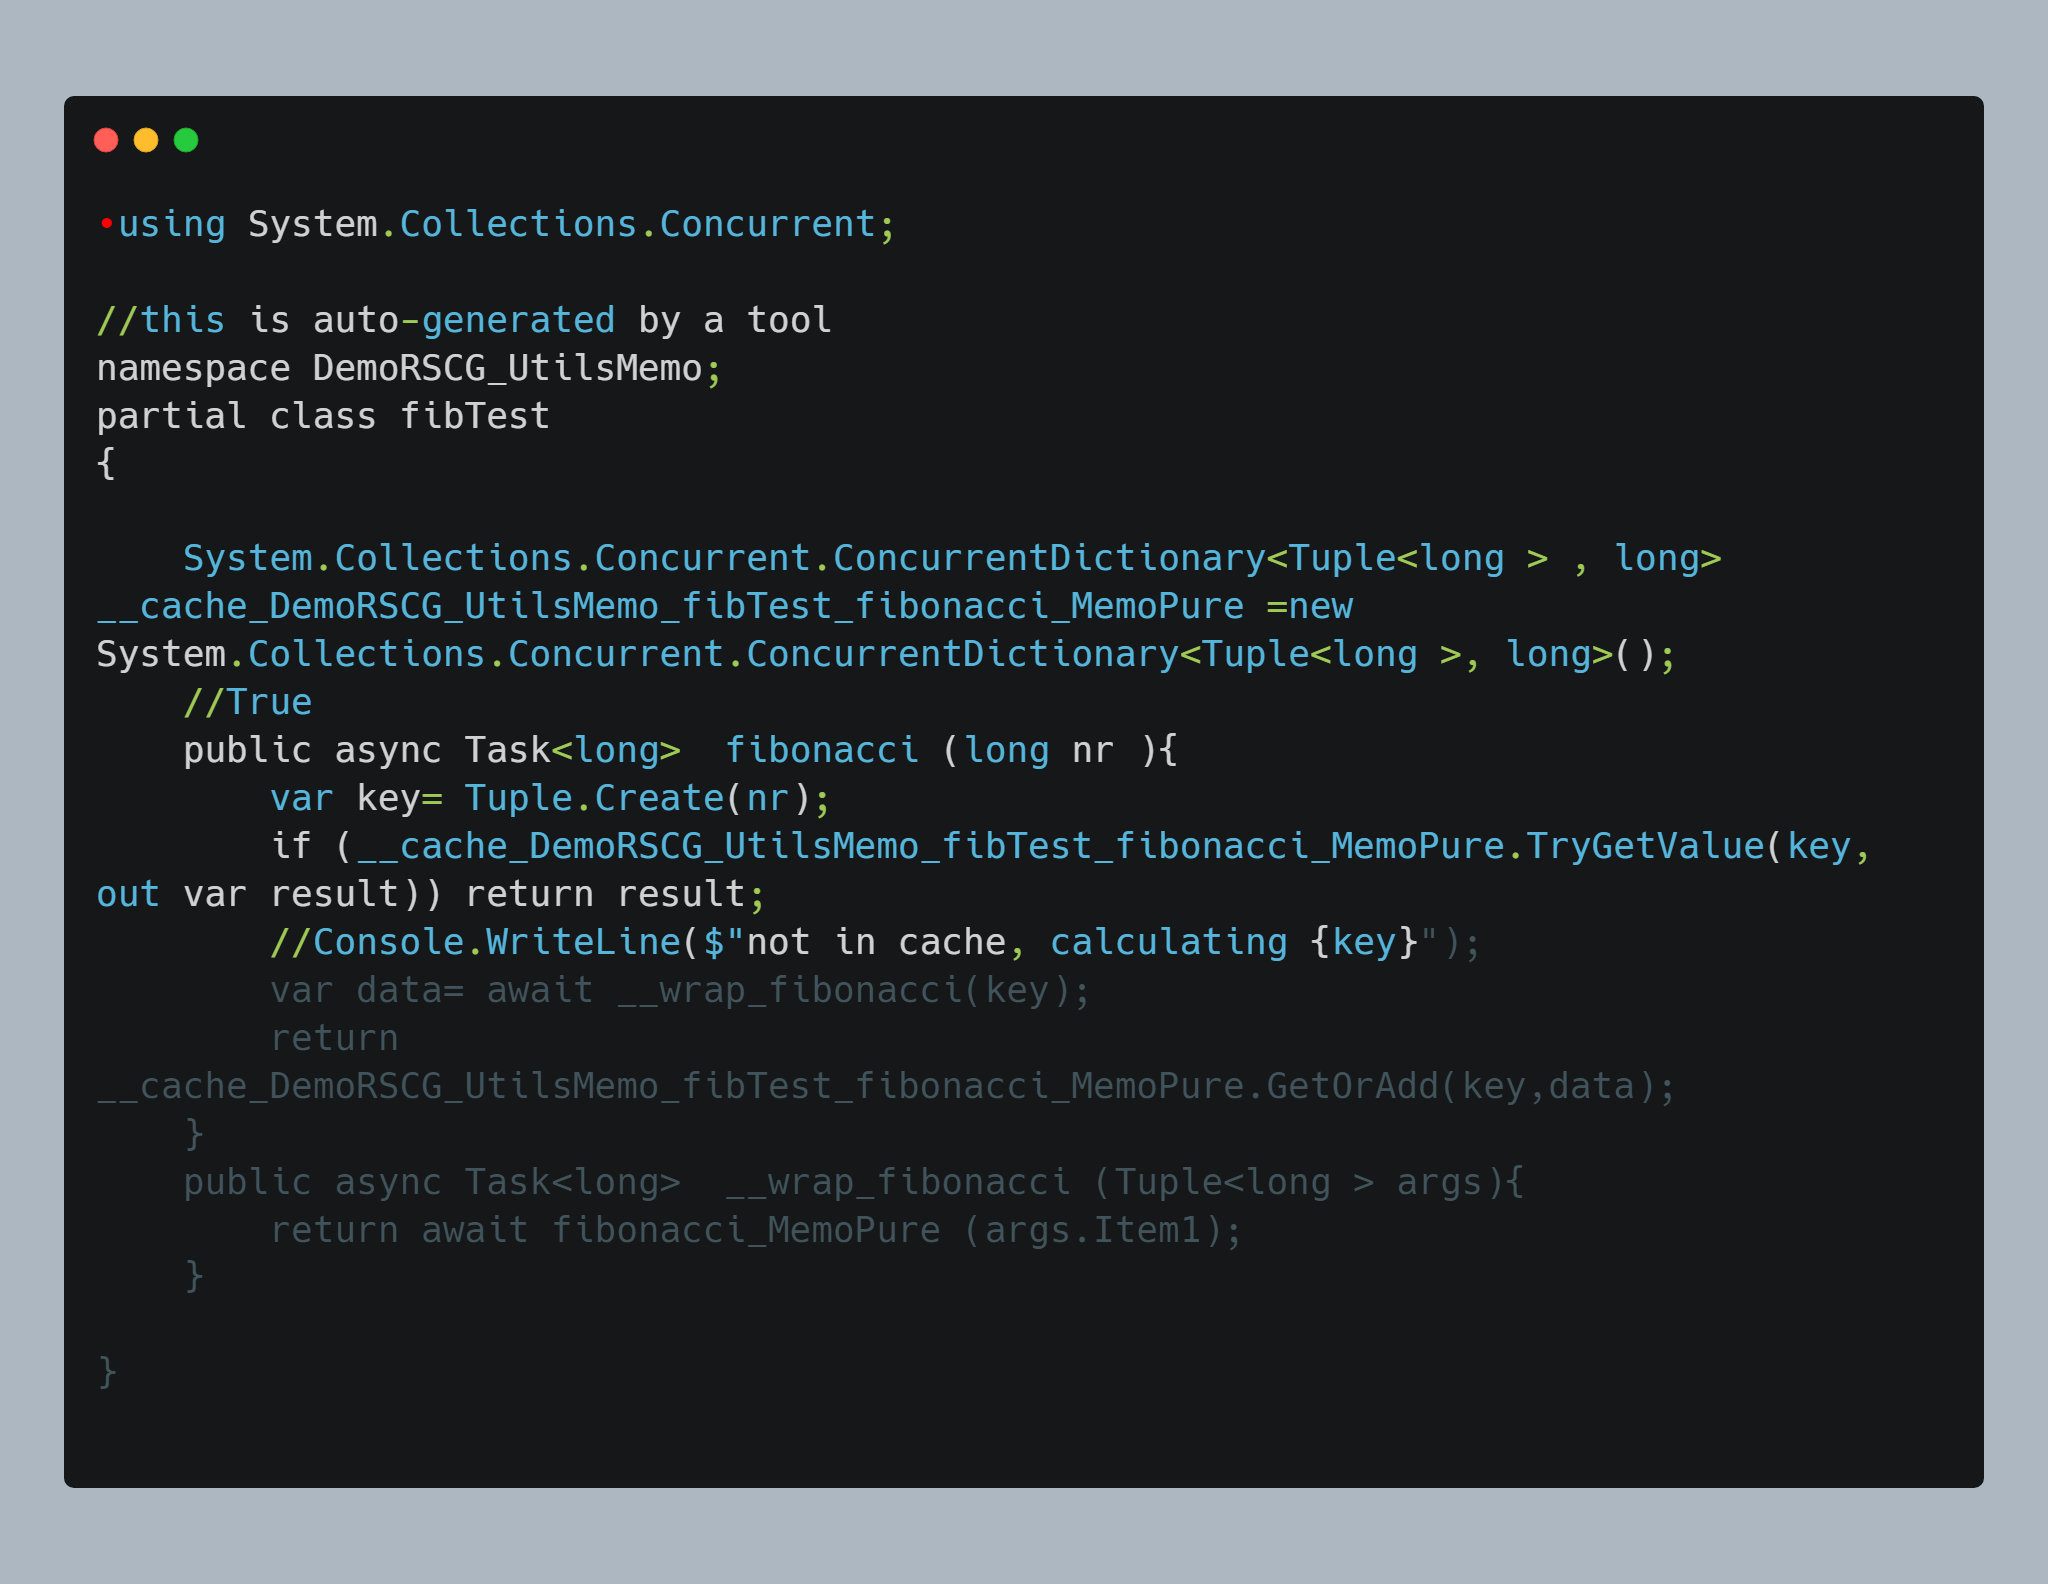 •using System.Collections.Concurrent;

//this is auto-generated by a tool
namespace DemoRSCG_UtilsMemo;
partial class fibTest
{

    System.Collections.Concurrent.ConcurrentDictionary<Tuple<long > , long>
__cache_DemoRSCG_UtilsMemo_fibTest_fibonacci_MemoPure =new
System.Collections.Concurrent.ConcurrentDictionary<Tuple<long >, long>();
    //True
    public async Task<long>  fibonacci (long nr ){
        var key= Tuple.Create(nr);
        if (__cache_DemoRSCG_UtilsMemo_fibTest_fibonacci_MemoPure.TryGetValue(key,
out var result)) return result;
        //Console.WriteLine($"not in cache, calculating {key}");
        var data= await __wrap_fibonacci(key);
        return
__cache_DemoRSCG_UtilsMemo_fibTest_fibonacci_MemoPure.GetOrAdd(key,data);
    }
    public async Task<long>  __wrap_fibonacci (Tuple<long > args){
        return await fibonacci_MemoPure (args.Item1);
    }

}